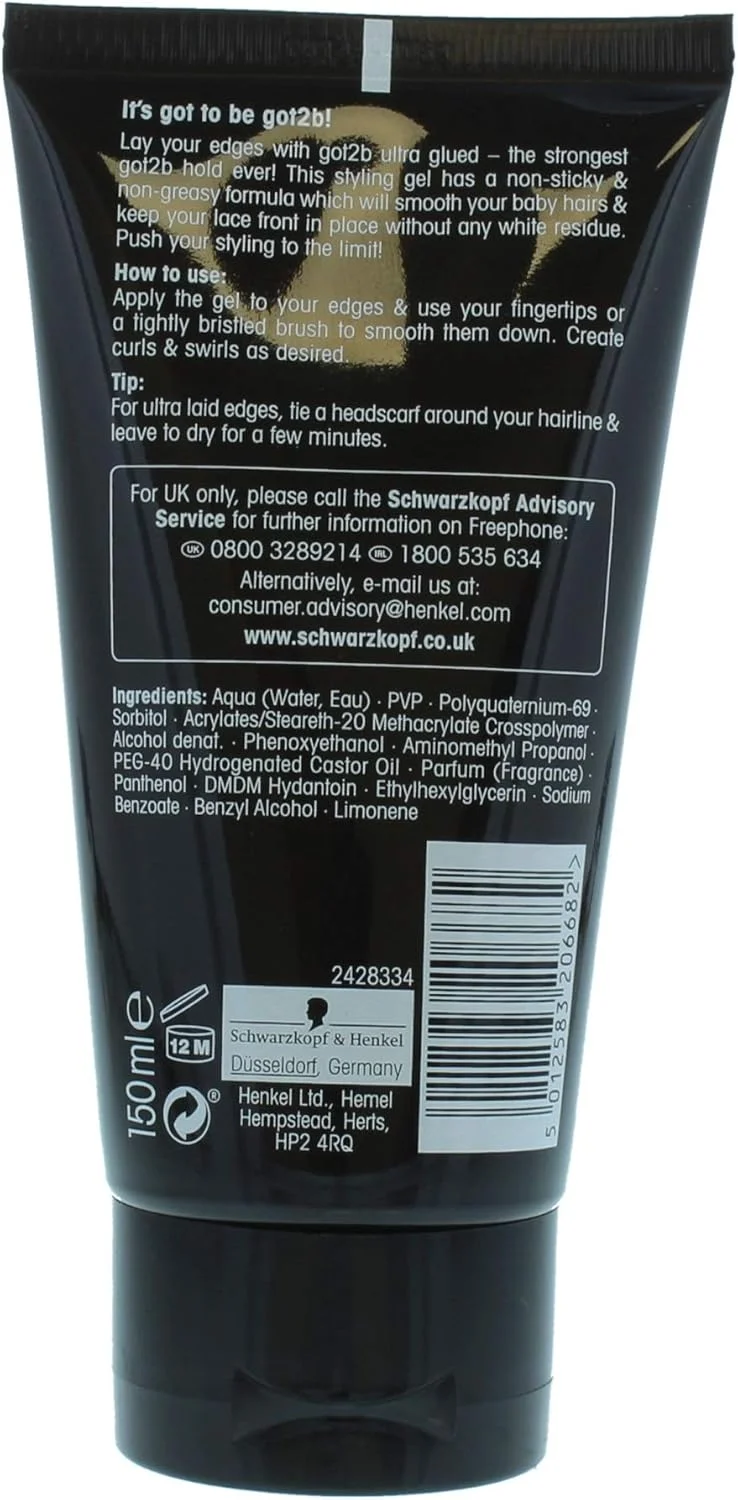 It's got to be got2b!
Lay your edges with got2b ultra glued – the strongest
got2b hold ever! This styling gel has a non-sticky &
non-greasy formula which will smooth your baby hairs &
keep your lace front in place without any white residue.
Push your styling to the limit!
How to use:
Apply the gel to your edges & use your fingertips or
a tightly bristled brush to smooth them down. Create
curls & swirls as desired.
Tip:
For ultra laid edges, tie a headscarf around your hairline &
leave to dry for a few minutes.
For UK only, please call the Schwarzkopf Advisory
Service for further information on Freephone:
UK 0800 3289214 IRL 1800 535 634
Alternatively, e-mail us at:
consumer.advisory@henkel.com
www.schwarzkopf.co.uk
Ingredients: Aqua (Water, Eau) · PVP · Polyquaternium-69 ·
Sorbitol · Acrylates/Steareth-20 Methacrylate Crosspolymer ·
Alcohol denat. · Phenoxyethanol · Aminomethyl Propanol ·
PEG-40 Hydrogenated Castor Oil · Parfum (Fragrance) ·
Panthenol · DMDM Hydantoin · Ethylhexylglycerin · Sodium
Benzoate · Benzyl Alcohol · Limonene
2428334
150ml e
12 M
Schwarzkopf & Henkel
Düsseldorf, Germany
Henkel Ltd., Hemel
Hempstead, Herts,
HP2 4RQ
®
5 012583 206682 >